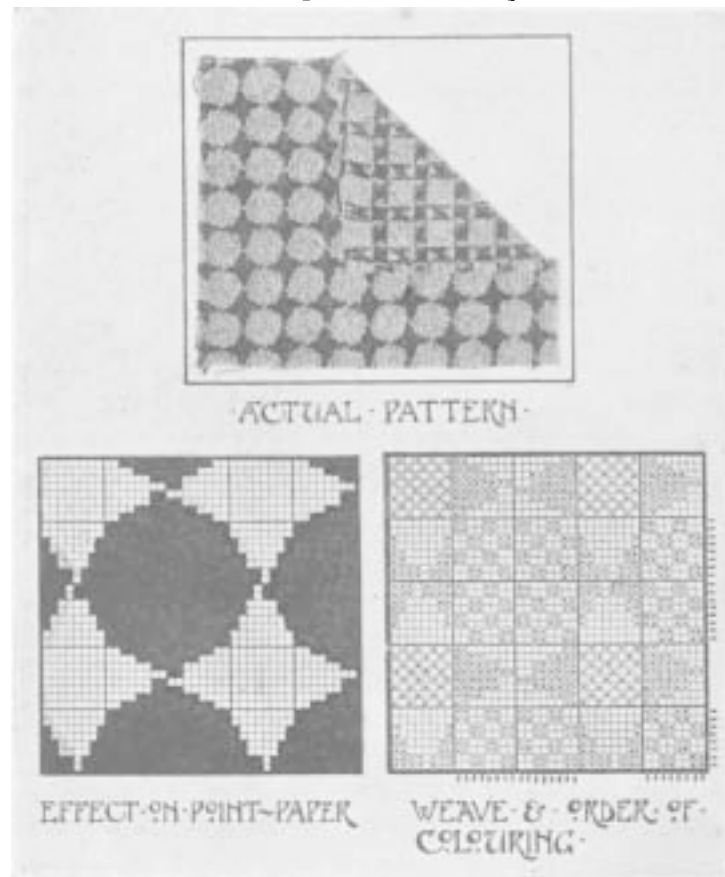 ·ACTUAL·PATTERN·
EFFECT·ON·POINT-PAPER
WEAVE·&·ORDER·OF·
COLOURING·